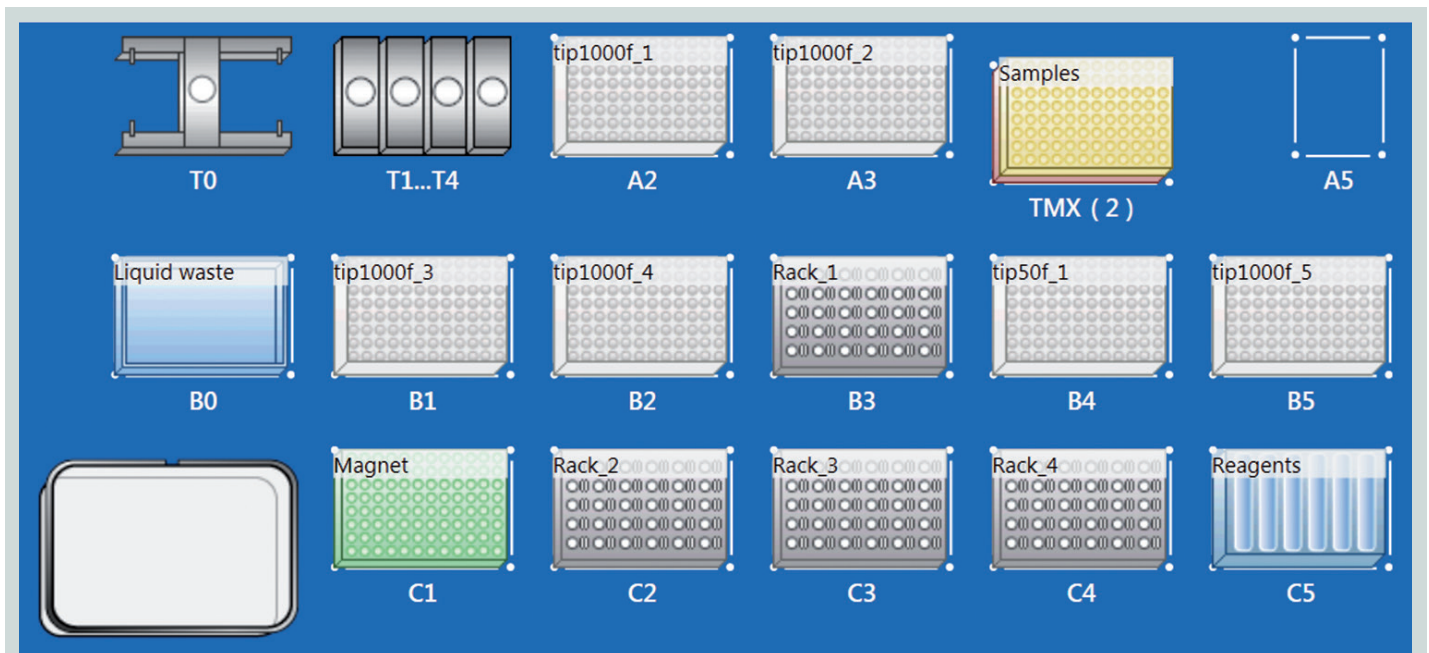 tip1000f_1
tip1000f_2
Samples
T0
T1...T4
A2
A3
TMX ( 2 )
A5
Liquid waste
tip1000f_3
tip1000f_4
Rack_1
tip50f_1
tip1000f_5
B0
B1
B2
B3
B4
B5
Magnet
Rack_2
Rack_3
Rack_4
Reagents
C1
C2
C3
C4
C5